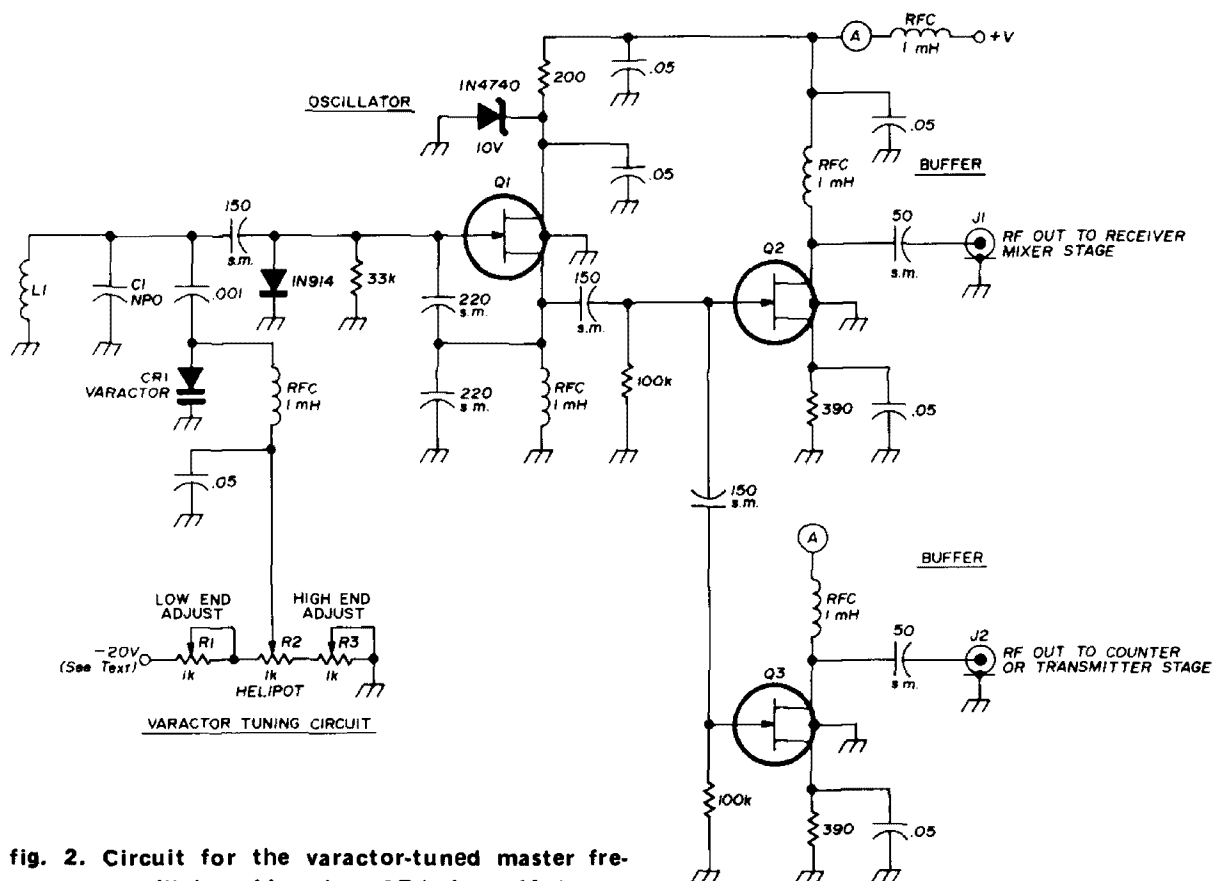 RFC
A
1 mH
+V
200
.05
1N4740
OSCILLATOR
10V
.05
.05
RFC
1 mH
BUFFER
Q1
150
s.m.
50
s.m.
J1
RF OUT TO RECEIVER
MIXER STAGE
Q2
L1
C1
NPO
.001
1N914
33k
220
s.m.
150
s.m.
CR1
VARACTOR
RFC
1 mH
220
s.m.
RFC
1 mH
100k
390
.05
.05
150
s.m.
A
BUFFER
LOW END
ADJUST
HIGH END
ADJUST
RFC
1 mH
-20V
(See Text)
R1
1k
R2
1k
R3
1k
HELIPOT
50
s.m.
J2
RF OUT TO COUNTER
OR TRANSMITTER STAGE
Q3
VARACTOR TUNING CIRCUIT
100k
390
.05
fig. 2. Circuit for the varactor-tuned master fre-